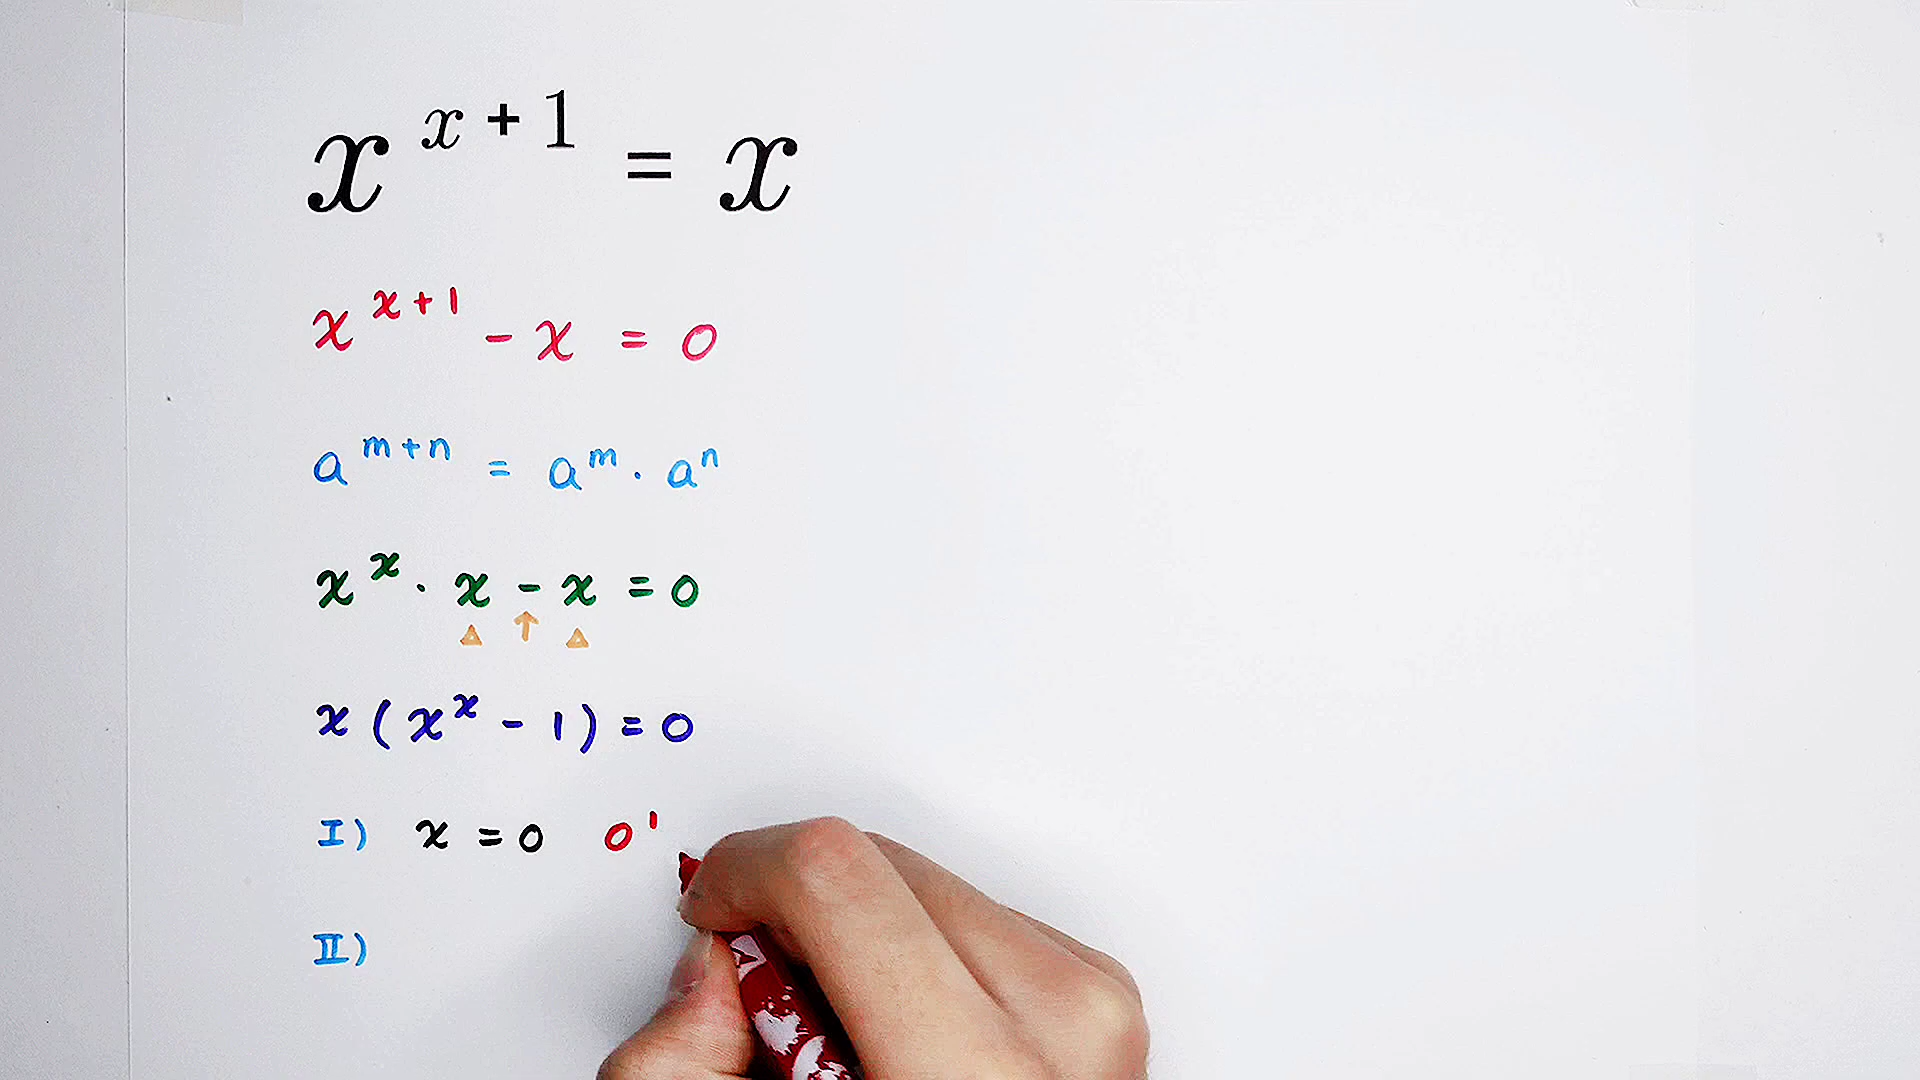 x^{x+1} = x
x^{x+1} - x = 0
a^{m+n} = a^m · a^n
x^x · x - x = 0
x(x^x - 1) = 0
I) x = 0 0^1
II)